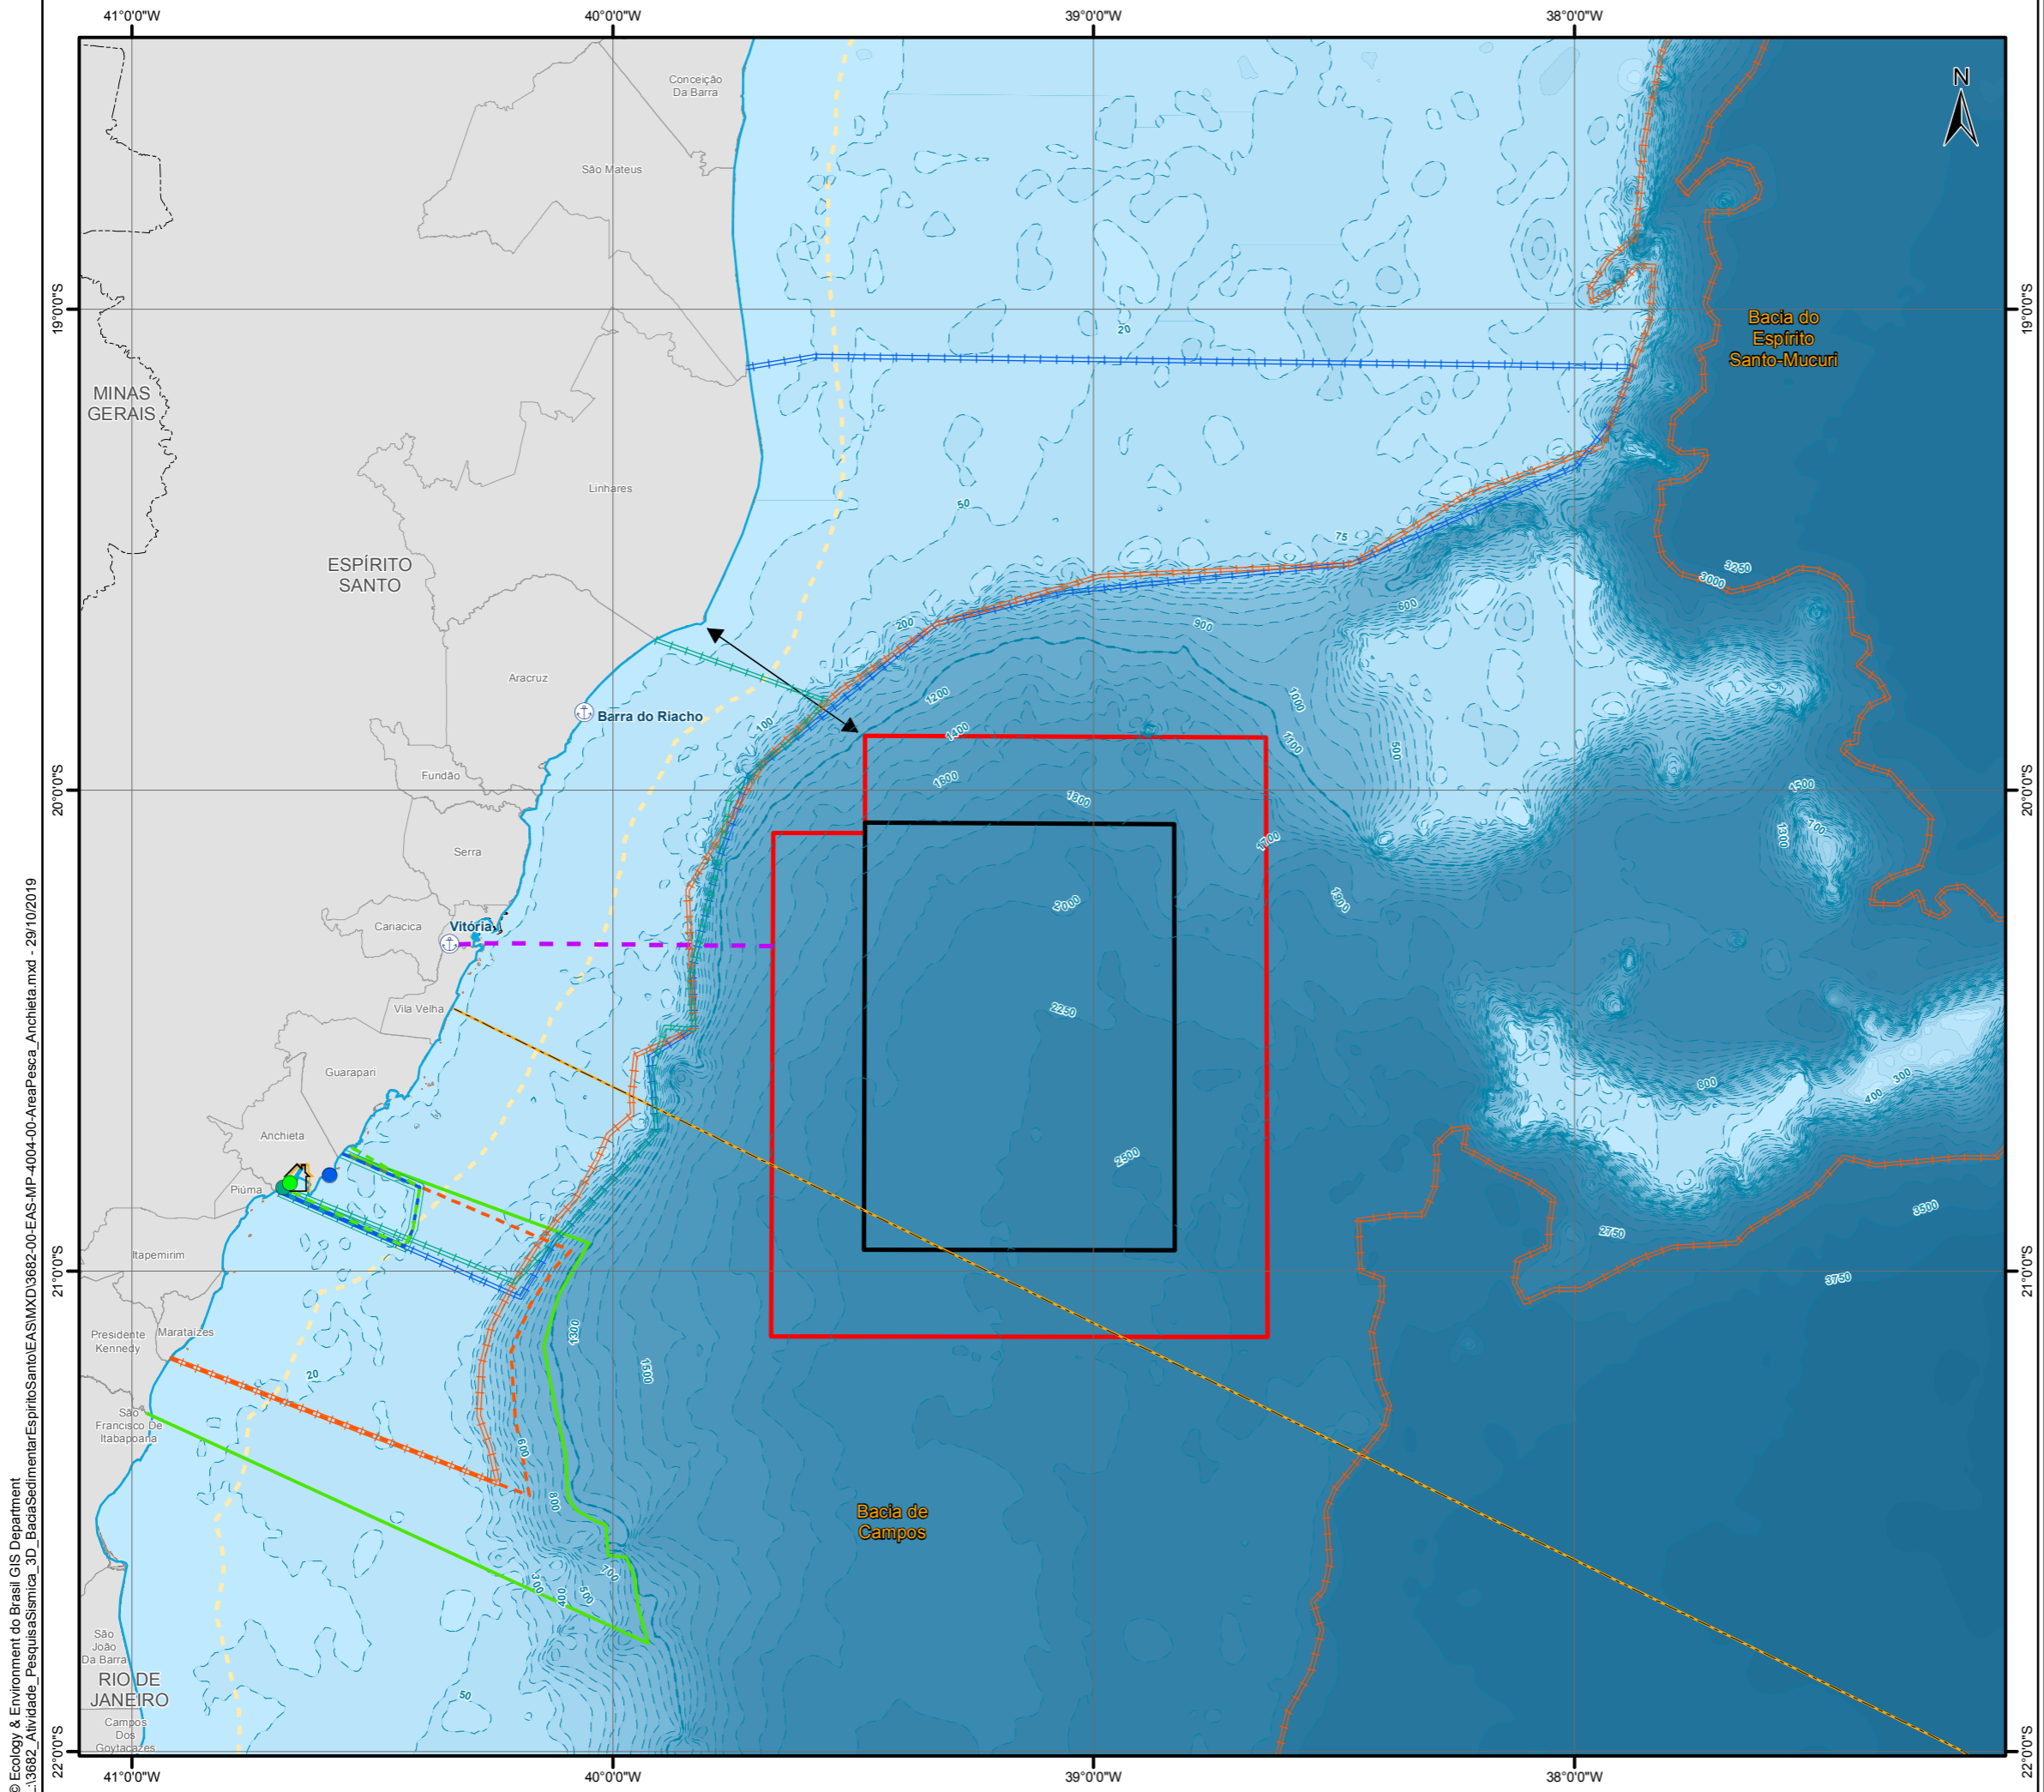 41°0'0"W
40°0'0"W
39°0'0"W
38°0'0"W
N
Conceição
Da Barra
São Mateus
19°0'0"S
19°0'0"S
Bacia do
Espírito
Santo-Mucuri
20
MINAS
GERAIS
Linhares
50
75
ESPÍRITO
SANTO
3250
3000
600
200
900
Aracruz
1200
1000
Barra do Riacho
100
1400
1100
500
Fundão
1600
1500
20°0'0"S
20°0'0"S
1800
100
1300
1700
Serra
2000
1900
Cariacica
Vitória
Vila Velha
2250
Guarapari
800
300
400
Anchieta
2500
Piúma
3500
2750
Itapemirim
21°0'0"S
21°0'0"S
3750
Presidente
Kennedy
Marataízes
1300
1500
20
São
Francisco De
Itabapoana
600
800
Bacia de
Campos
700
300
400
500
São
João
Da Barra
RIO DE
JANEIRO
50
Campos
Dos
Goytacazes
22°0'0"S
22°0'0"S
41°0'0"W
40°0'0"W
39°0'0"W
38°0'0"W
© Ecology & Environment do Brasil GIS Department
L:\3682_Atividade_PesquisaSismica_3D_BaciaSedimentarEspiritoSanto\EAS\MXD\3682-00-EAS-MP-4004-00-AreaPesca_Anchieta.mxd - 29/10/2019